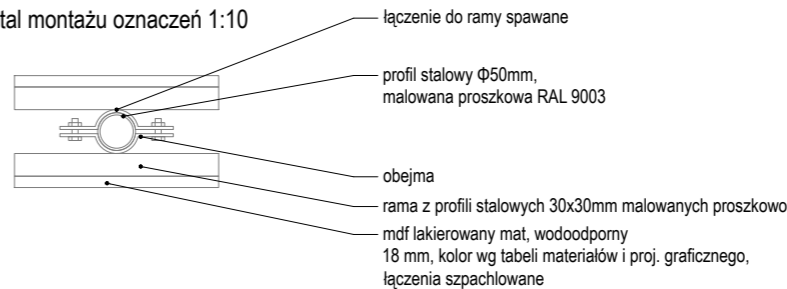 tal montażu oznaczeń 1:10
łączenie do ramy spawane
profil stalowy Φ50mm,
malowana proszkowa RAL 9003
obejma
rama z profili stalowych 30x30mm malowanych proszkowo
mdf lakierowany mat, wodoodporny
18 mm, kolor wg tabeli materiałów i proj. graficznego,
łączenia szpachlowane